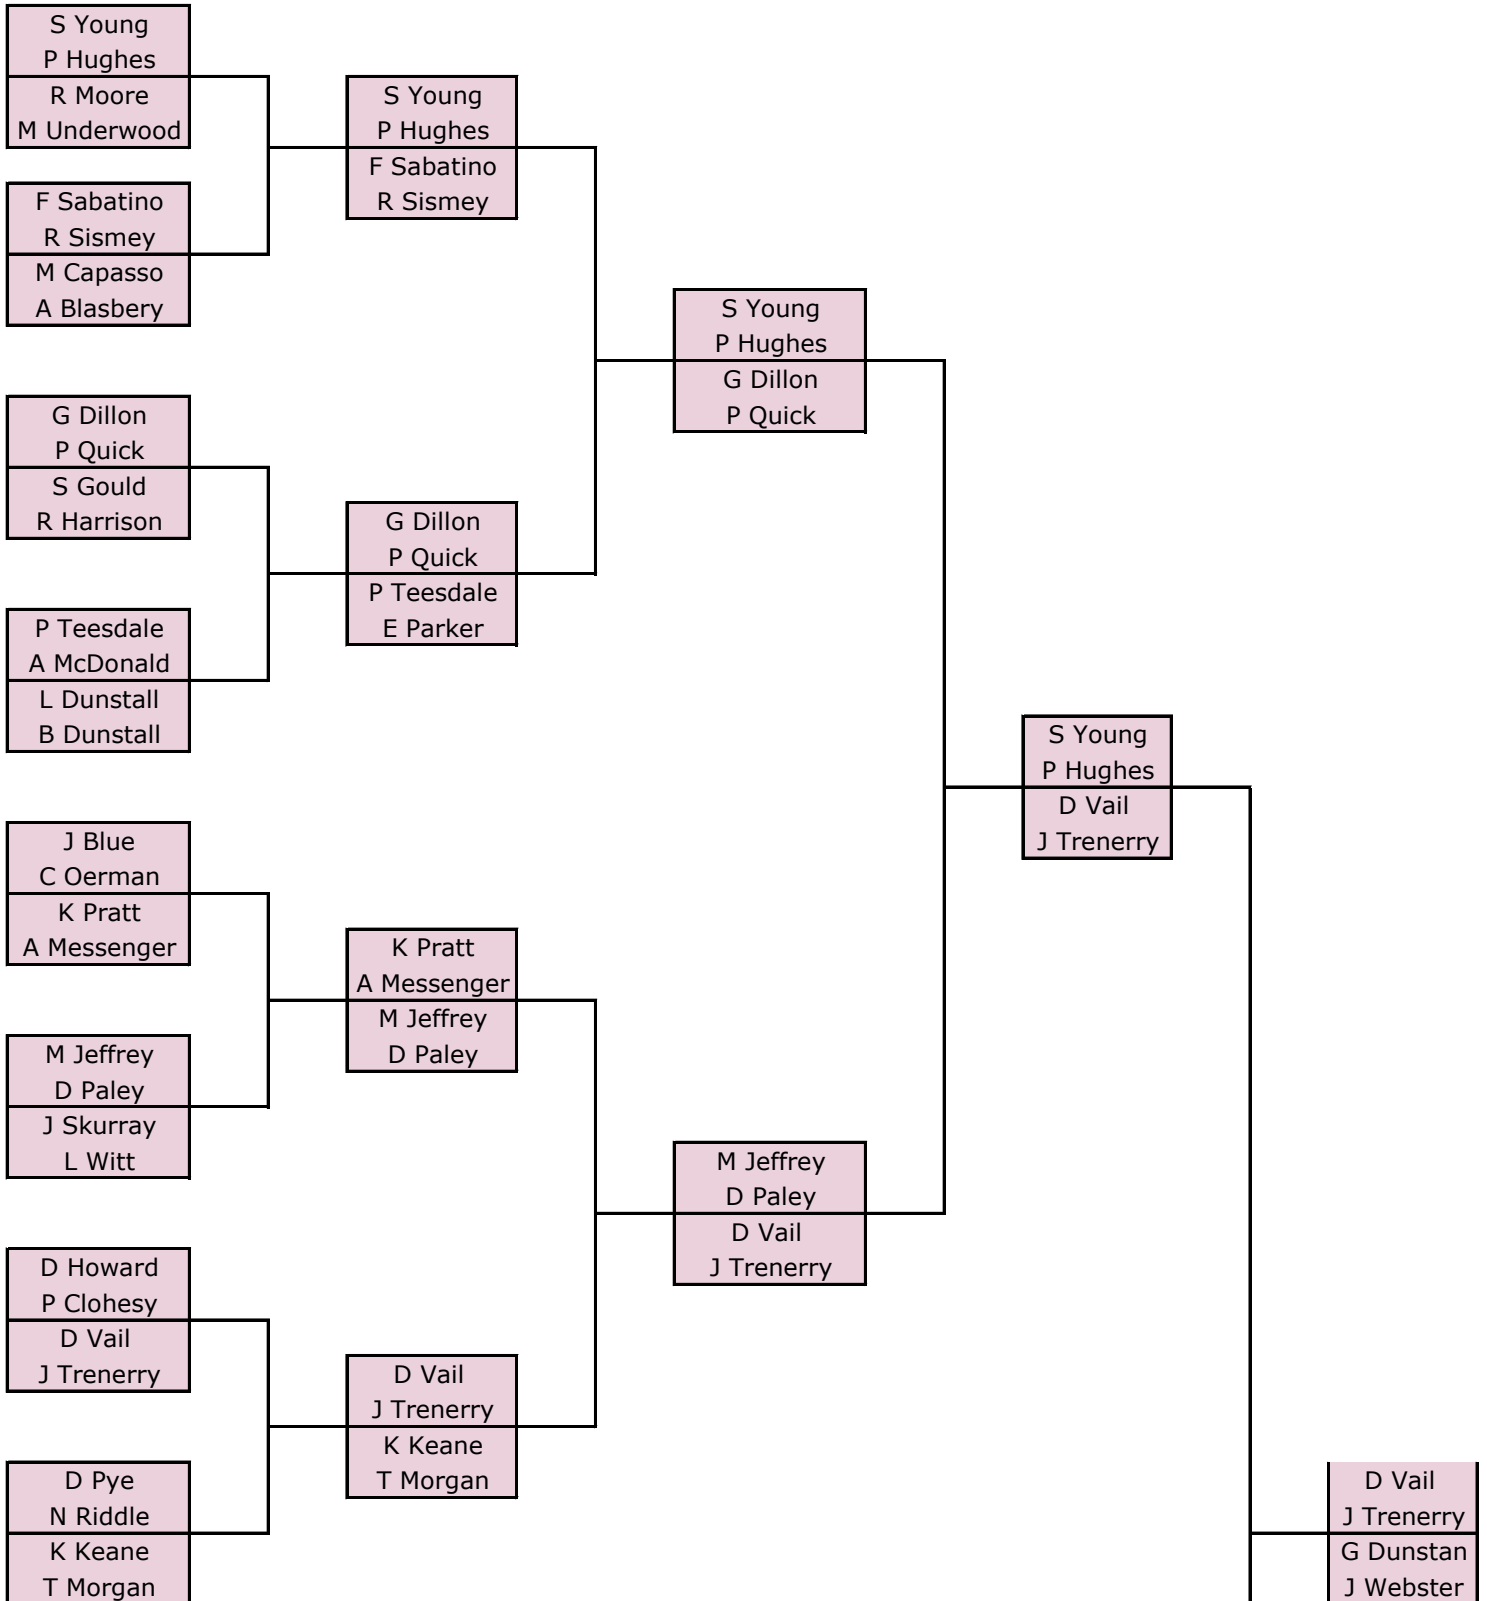 S Young
P Hughes
R Moore
M Underwood
F Sabatino
R Sismey
M Capasso
A Blasbery
G Dillon
P Quick
S Gould
R Harrison
P Teesdale
A McDonald
L Dunstall
B Dunstall
J Blue
C Oerman
K Pratt
A Messenger
M Jeffrey
D Paley
J Skurray
L Witt
D Howard
P Clohesy
D Vail
J Trenerry
D Pye
N Riddle
K Keane
T Morgan
S Young
P Hughes
F Sabatino
R Sismey
G Dillon
P Quick
P Teesdale
E Parker
K Pratt
A Messenger
M Jeffrey
D Paley
D Vail
J Trenerry
K Keane
T Morgan
S Young
P Hughes
G Dillon
P Quick
M Jeffrey
D Paley
D Vail
J Trenerry
S Young
P Hughes
D Vail
J Trenerry
D Vail
J Trenerry
G Dunstan
J Webster